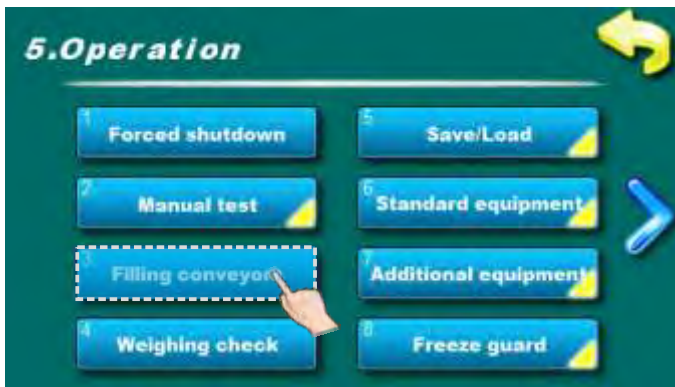 5.Operation
1
Forced shutdown
2
Manual test
3
Filling conveyor
4
Weighing check
5
Save/Load
6
Standard equipment
7
Additional equipment
8
Freeze guard